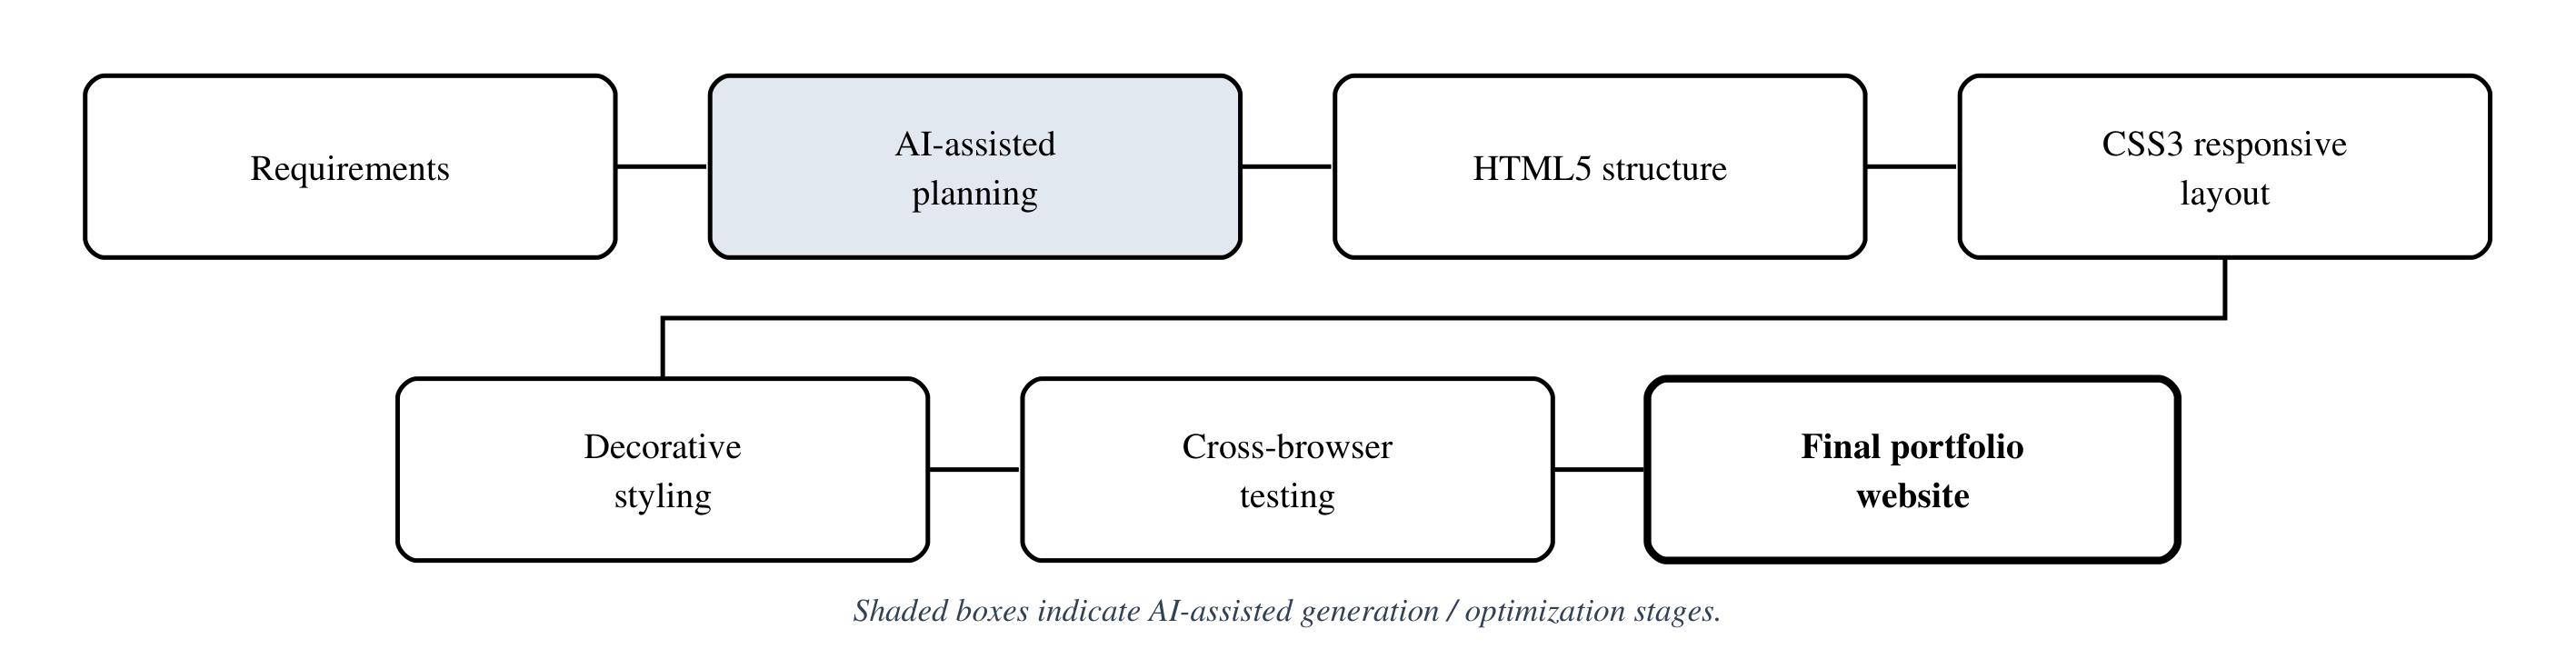 Requirements
AI-assisted
planning
HTML5 structure
CSS3 responsive
layout
Decorative
styling
Cross-browser
testing
Final portfolio
website
Shaded boxes indicate AI-assisted generation / optimization stages.